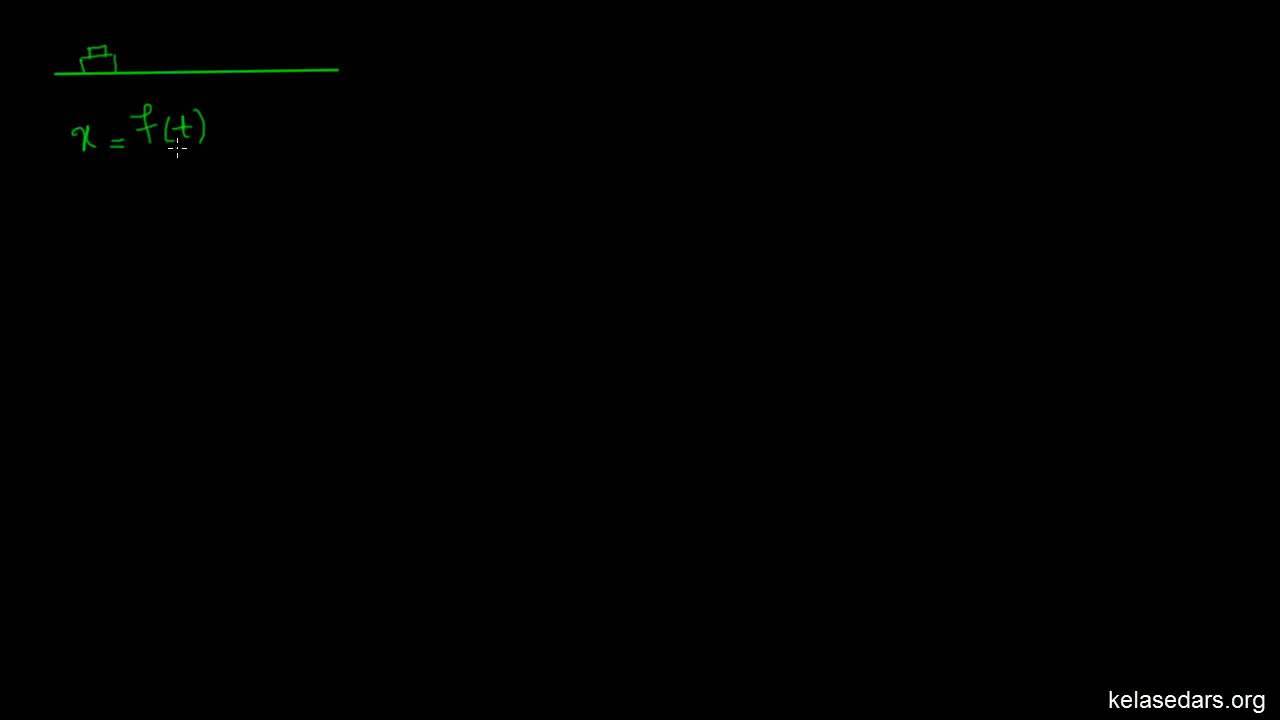 x = f(t)
kelasedars.org